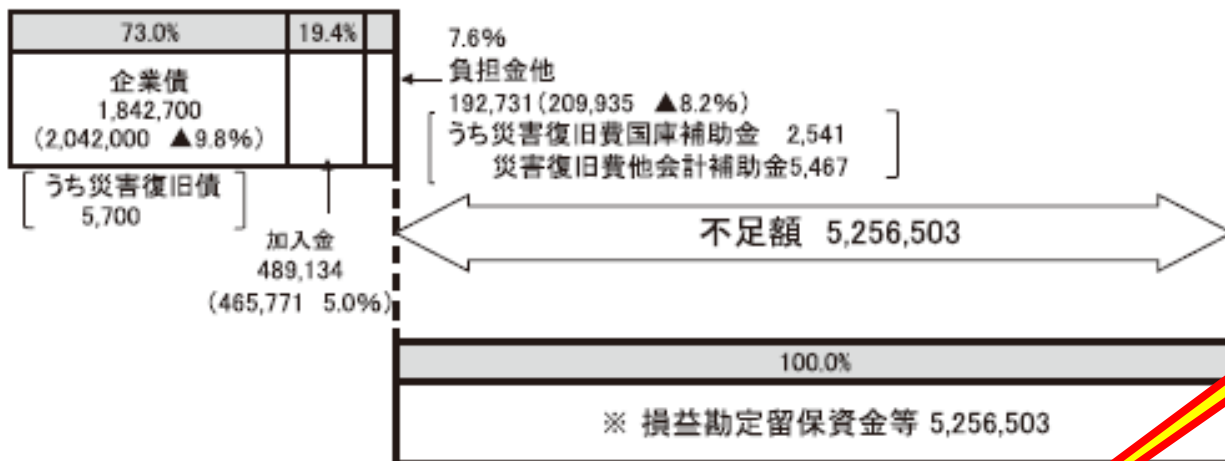 73.0%
19.4%
企業債
1,842,700
(2,042,000 ▲9.8%)
うち災害復旧債
5,700
加入金
489,134
(465,771 5.0%)
7.6%
負担金他
192,731(209,935 ▲8.2%)
うち災害復旧費国庫補助金 2,541
災害復旧費他会計補助金5,467
不足額 5,256,503
100.0%
※ 損益勘定留保資金等 5,256,503